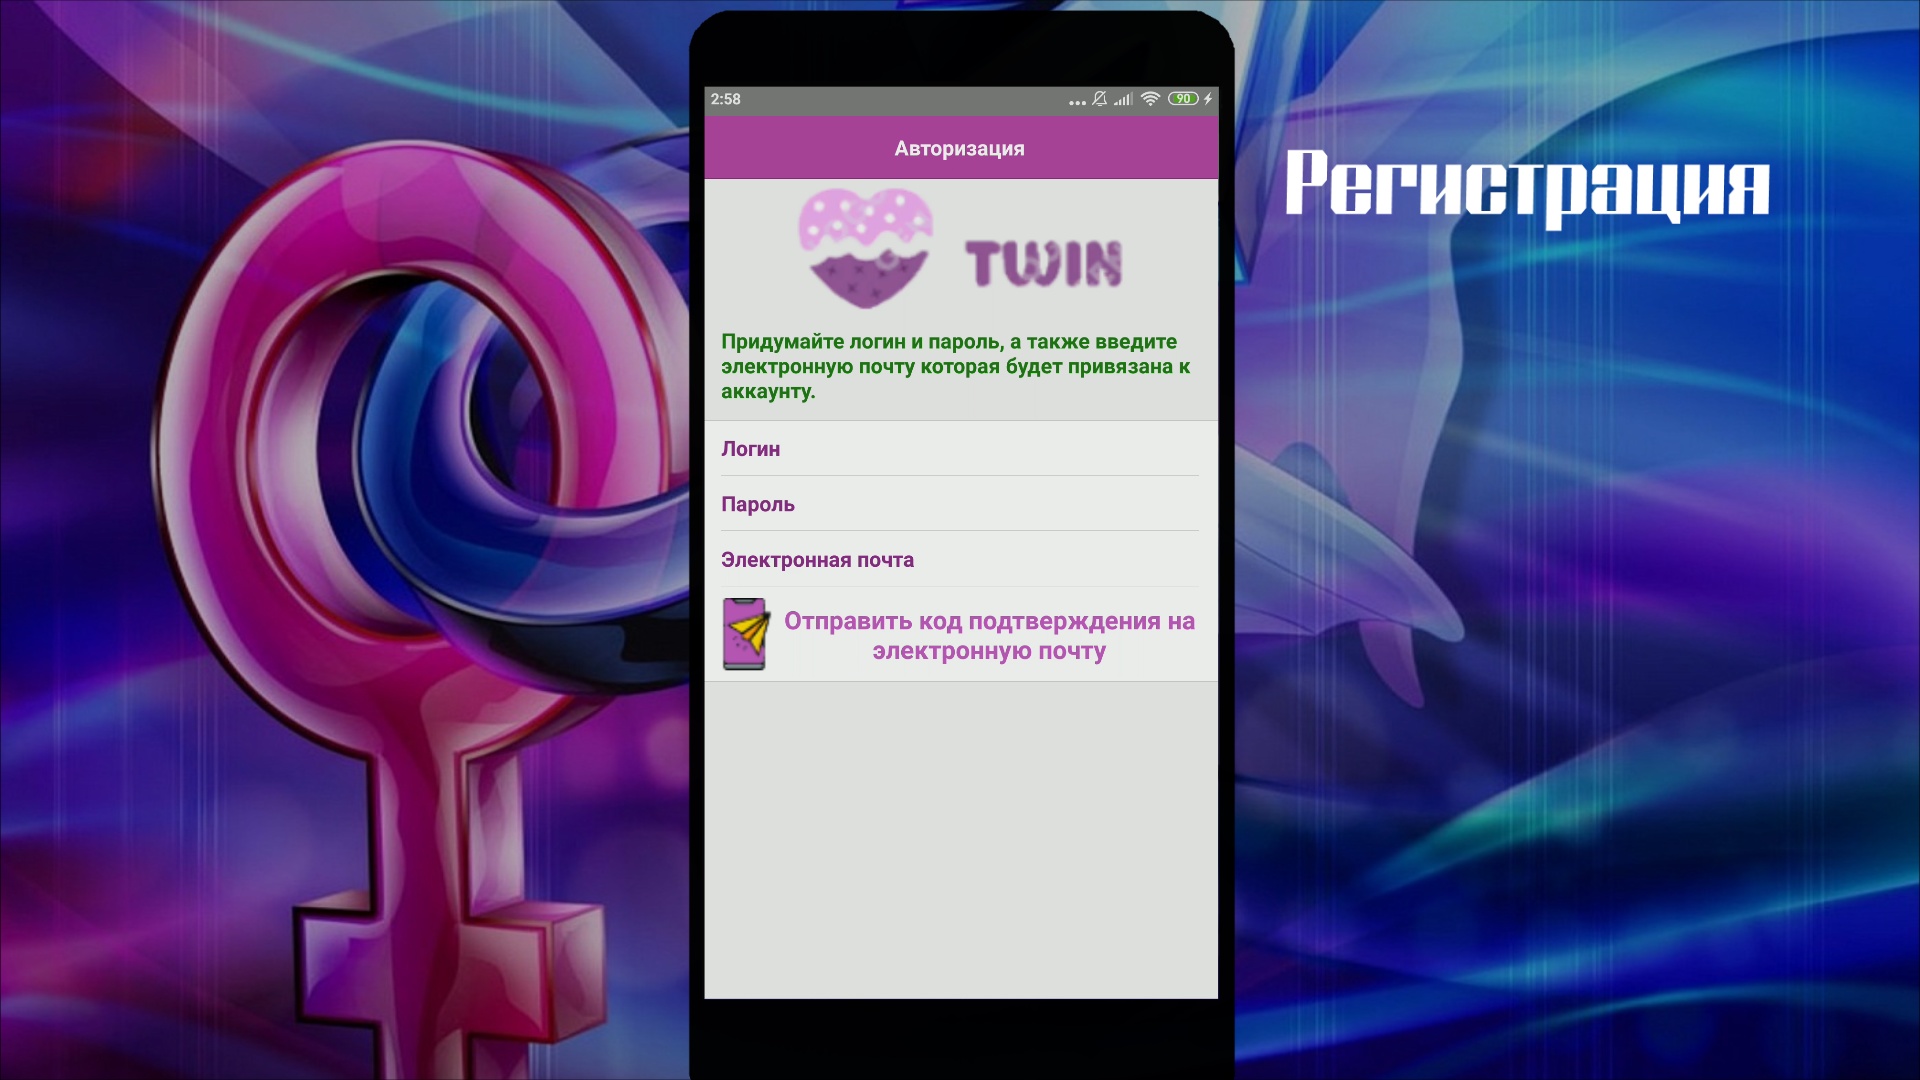 2:58
90
Авторизация
Регистрация
TWIN
Придумайте логин и пароль, а также введите
электронную почту которая будет привязана к
аккаунту.
Логин
Пароль
Электронная почта
Отправить код подтверждения на
электронную почту